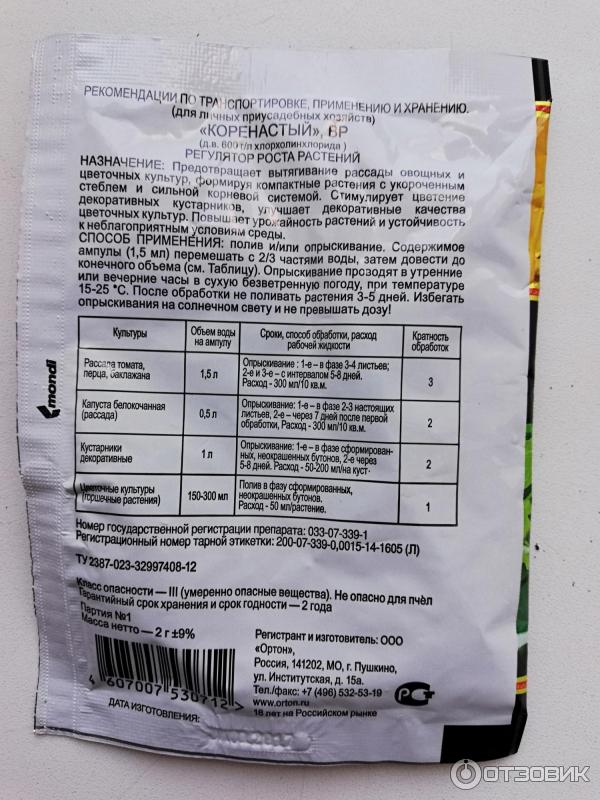 РЕКОМЕНДАЦИИ ПО ТРАНСПОРТИРОВКЕ, ПРИМЕНЕНИЮ И ХРАНЕНИЮ.
(для личных приусадебных хозяйств)
«КОРЕНАСТЫЙ», ВР
(д.в. 600 г/л хлорхолинхлорида )
РЕГУЛЯТОР РОСТА РАСТЕНИЙ
НАЗНАЧЕНИЕ: Предотвращает вытягивание рассады овощных и
цветочных культур, формируя компактные растения с укороченным
стеблем и сильной корневой системой. Стимулирует цветение
декоративных кустарников, улучшает декоративные качества
цветочных культур. Повышает урожайность растений и устойчивость
к неблагоприятным условиям среды.
СПОСОБ ПРИМЕНЕНИЯ: полив и/или опрыскивание. Содержимое
ампулы (1,5 мл) перемешать с 2/3 частями воды, затем довести до
конечного объема (см. Таблицу). Опрыскивание прозодят в утренние
или вечерние часы в сухую безветренную погоду, при температуре
15-25 °C. После обработки не поливать растения 3-5 дней. Избегать
опрыскивания на солнечном свету и не превышать дозу!
Культуры | Объем воды на ампулу | Сроки, способ обработки, расход рабочей жидкости | Кратность обработок
Рассада томата, перца, баклажана | 1,5 л | Опрыскивание : 1-е – в фазе 3-4 листьев; 2-е и 3-е – с интервалом 5-8 дней. Расход - 300 мл/10 кв.м. | 3
Капуста белокочанная (рассада) | 0,5 л | Опрыскивание: 1-е – в фазе 2-3 настоящих листьев, 2-е – через 7 дней после первой обработки, Расход - 300 мл/10 кв.м. | 2
Кустарники декоративные | 1 л | Опрыскивание: 1-е – в фазе сформированных, неокрашенных бутонов, 2-е через 5-8 дней. Расход - 50-200 мл/на куст· | 2
Цветочные культуры (горшечные растения) | 150-300 мл | Полив в фазу сформированных, неокрашенных бутонов. Расход - 50 мл/растение. | 1
Номер государственной регистрации препарата: 033-07-339-1
Регистрационный номер тарной этикетки: 200-07-339-0,0015-14-1605 (Л)
ТУ 2387-023-32997408-12
Класс опасности – III (умеренно опасные вещества). Не опасно для пчёл
Гарантийный срок хранения и срок годности – 2 года
Партия №1
Масса нетто – 2 г ±9%
4 607007 530712
ДАТА ИЗГОТОВЛЕНИЯ:
Регистрант и изготовитель: ООО
«Ортон»,
Россия, 141202, МО, г. Пушкино,
ул. Институтская, д. 15а.
Тел./факс: +7 (496) 532-53-19
www.orton.ru
18 лет на Российском рынке
mondi
ОТЗОВИК